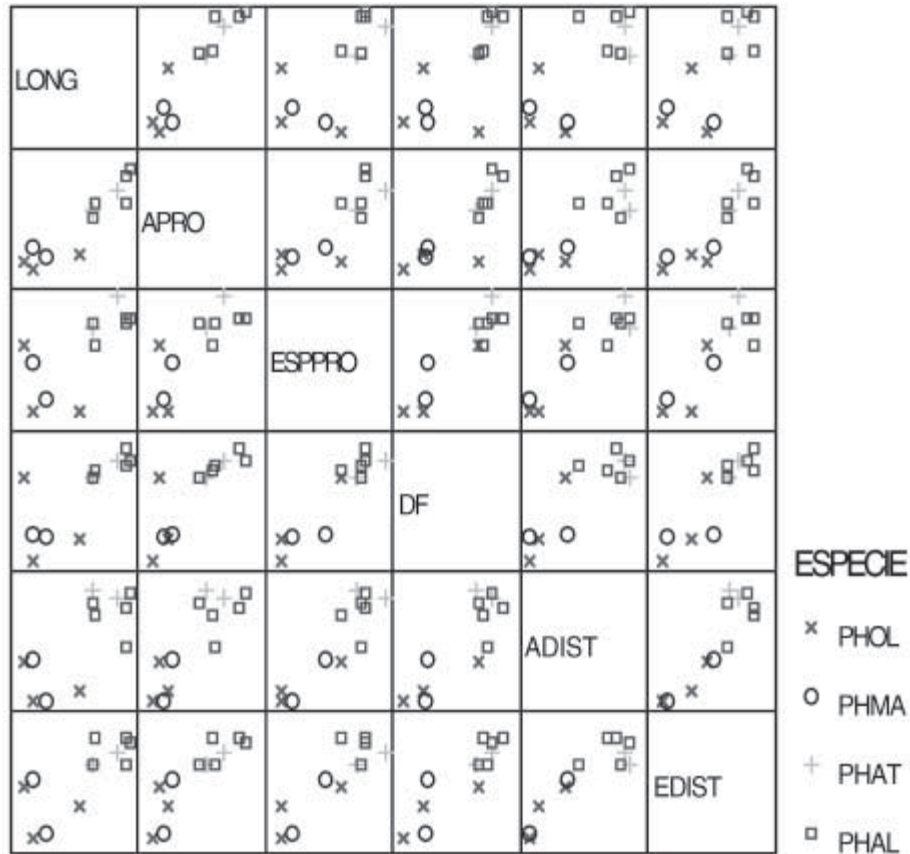 LONG
APRO
ESPPRO
DF
ADIST
EDIST
ESPECIE
PHOL
PHMA
PHAT
PHAL